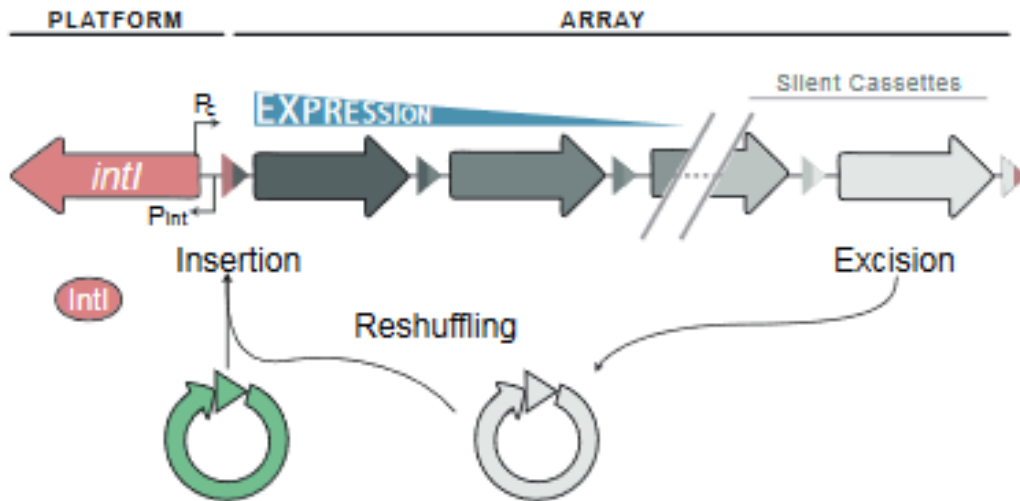 PLATFORM ARRAY
Silent Cassettes
Pc EXPRESSION
intI
PInt
Insertion Excision
IntI
Reshuffling